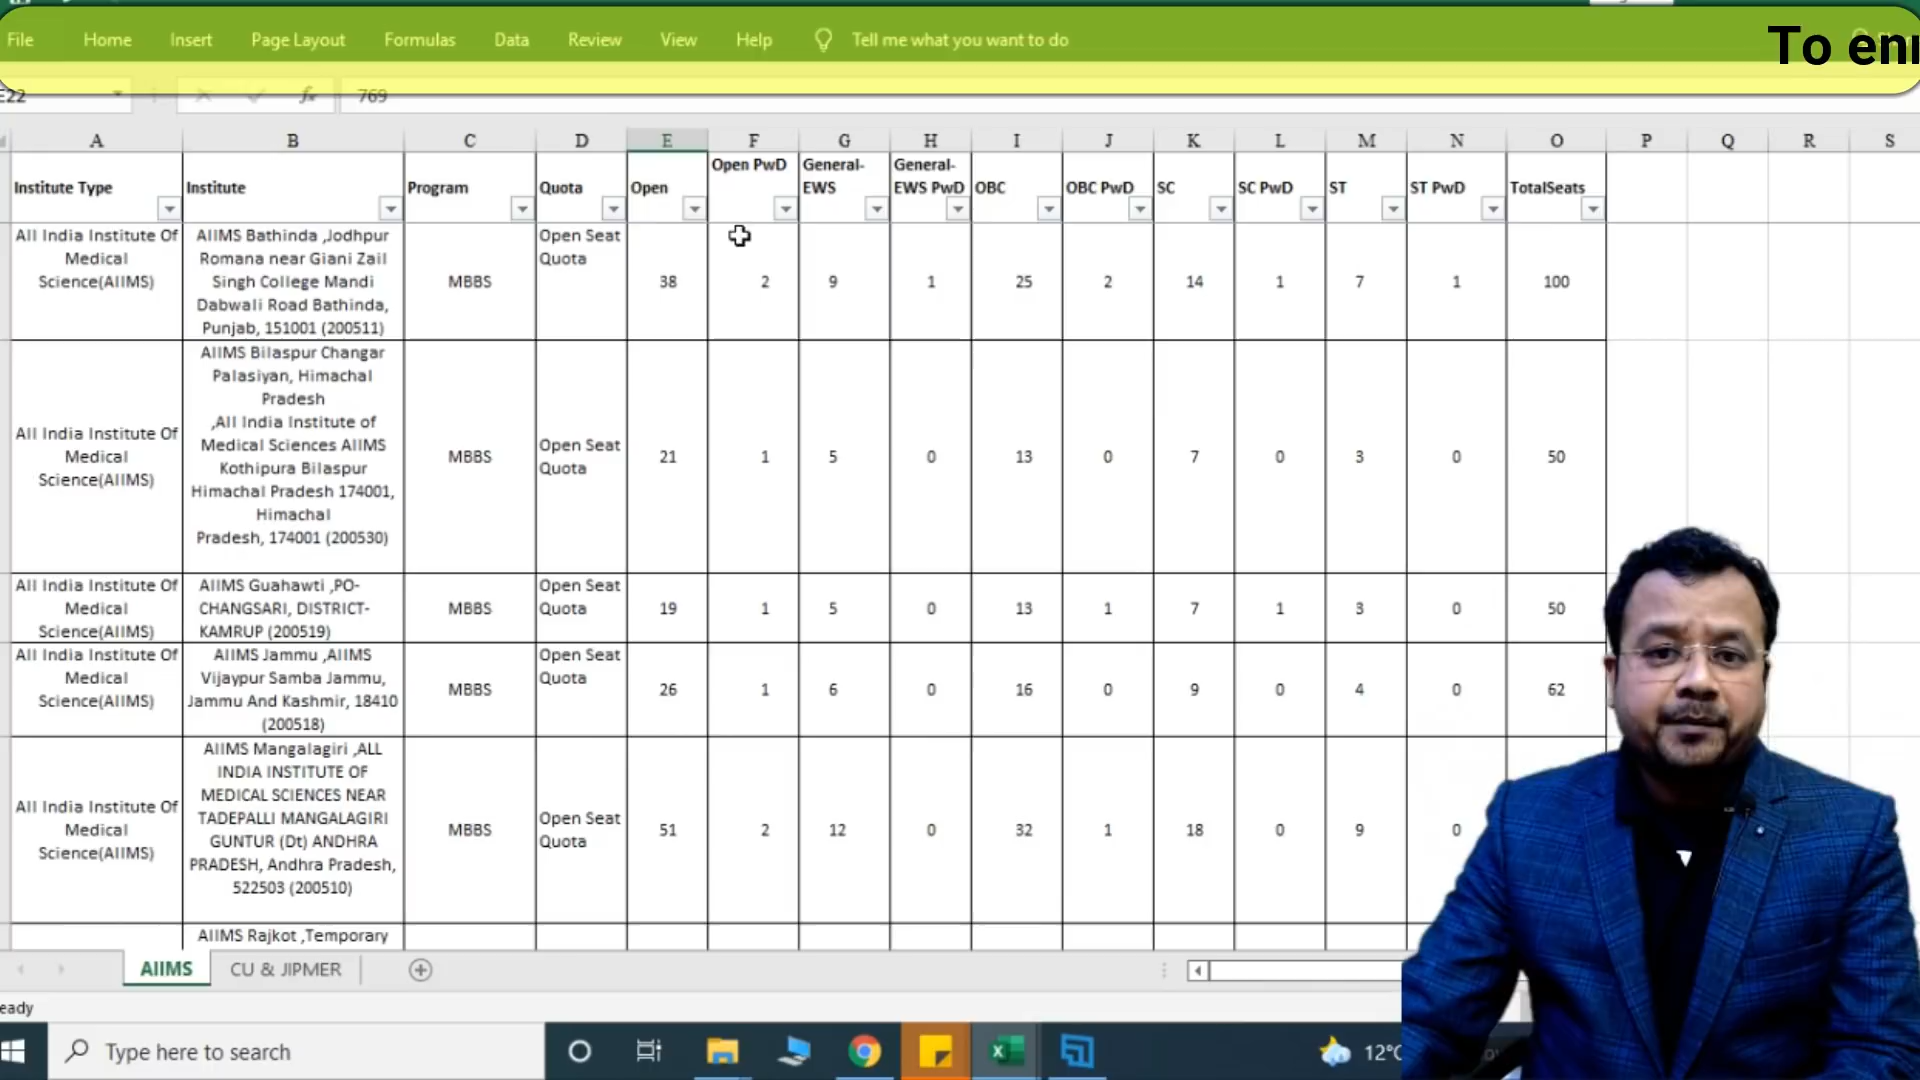 To en
File Home Insert Page Layout Formulas Data Review View Help Tell me what you want to do
E22 fx 769
A B C D E F G H I J K L M N O P Q R S
Institute Type Institute Program Quota Open Open PwD General-EWS General-EWS PwD OBC OBC PwD SC SC PwD ST ST PwD TotalSeats
All India Institute Of
Medical
Science(AIIMS)
AIIMS Bathinda ,Jodhpur
Romana near Giani Zail
Singh College Mandi
Dabwali Road Bathinda,
Punjab, 151001 (200511)
MBBS
Open Seat
Quota
38 2 9 1 25 2 14 1 7 1 100
All India Institute Of
Medical
Science(AIIMS)
AIIMS Bilaspur Changar
Palasiyan, Himachal
Pradesh
,All India Institute of
Medical Sciences AIIMS
Kothipura Bilaspur
Himachal Pradesh 174001,
Himachal
Pradesh, 174001 (200530)
MBBS
Open Seat
Quota
21 1 5 0 13 0 7 0 3 0 50
All India Institute Of
Medical
Science(AIIMS)
AIIMS Guahawti ,PO-
CHANGSARI, DISTRICT-
KAMRUP (200519)
MBBS
Open Seat
Quota
19 1 5 0 13 1 7 1 3 0 50
All India Institute Of
Medical
Science(AIIMS)
AIIMS Jammu ,AIIMS
Vijaypur Samba Jammu,
Jammu And Kashmir, 18410
(200518)
MBBS
Open Seat
Quota
26 1 6 0 16 0 9 0 4 0 62
All India Institute Of
Medical
Science(AIIMS)
AIIMS Mangalagiri ,ALL
INDIA INSTITUTE OF
MEDICAL SCIENCES NEAR
TADEPALLI MANGALAGIRI
GUNTUR (Dt) ANDHRA
PRADESH, Andhra Pradesh,
522503 (200510)
MBBS
Open Seat
Quota
51 2 12 0 32 1 18 0 9 0
AIIMS Rajkot ,Temporary
AIIMS CU & JIPMER
eady
Type here to search
12°C